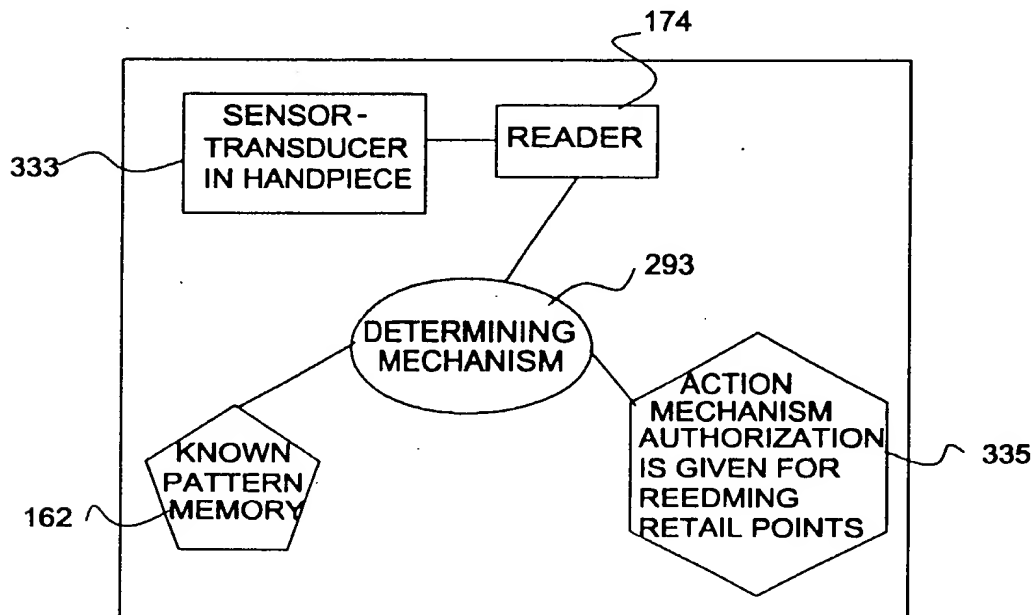 174
SENSOR-
TRANSDUCER
IN HANDPIECE
READER
333
293
DETERMINING
MECHANISM
ACTION
MECHANISM
AUTHORIZATION
IS GIVEN FOR
REEDMING
RETAIL POINTS
335
KNOWN
PATTERN
MEMORY
162